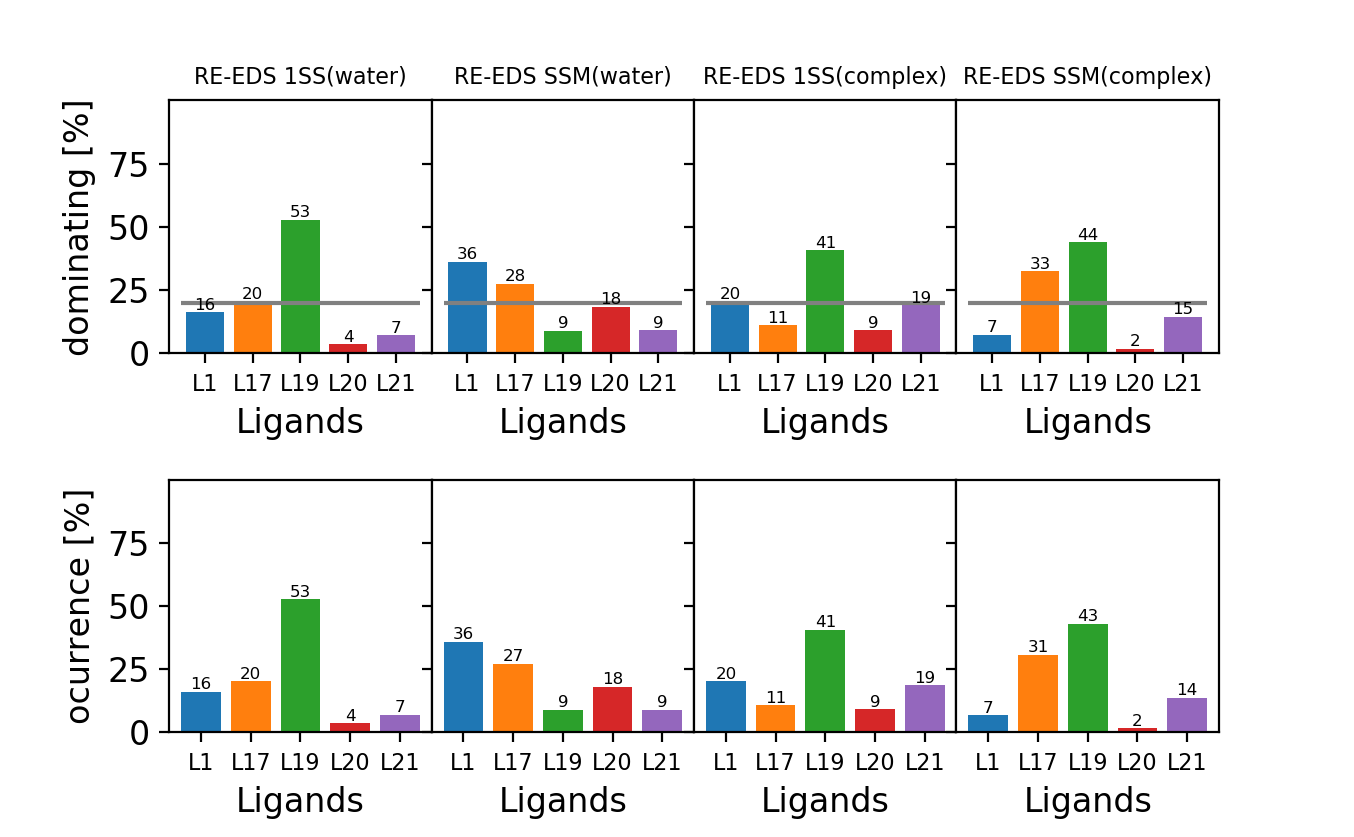 RE-EDS 1SS(water) RE-EDS SSM(water) RE-EDS 1SS(complex) RE-EDS SSM(complex)
dominating [%]
75
50
25
0
16 20 53 4 7
36 28 9 18 9
20 11 41 9 19
7 33 44 2 15
L1 L17 L19 L20 L21 L1 L17 L19 L20 L21 L1 L17 L19 L20 L21 L1 L17 L19 L20 L21
Ligands Ligands Ligands Ligands
ocurrence [%]
75
50
25
0
16 20 53 4 7
36 27 9 18 9
20 11 41 9 19
7 31 43 2 14
L1 L17 L19 L20 L21 L1 L17 L19 L20 L21 L1 L17 L19 L20 L21 L1 L17 L19 L20 L21
Ligands Ligands Ligands Ligands